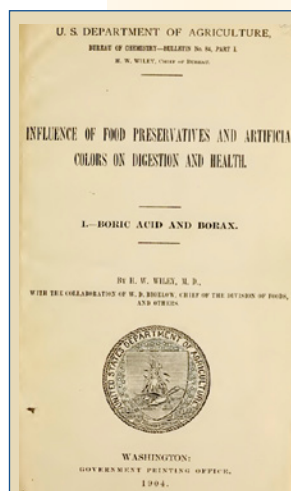 U. S. DEPARTMENT OF AGRICULTURE,
BUREAU OF CHEMISTRY—BULLETIN No. 84, PART I.
H. W. WILEY, CHIEF OF BUREAU.
INFLUENCE OF FOOD PRESERVATIVES AND ARTIFICIA
COLORS ON DIGESTION AND HEALTH.
I.—BORIC ACID AND BORAX.
BY H. W. WILEY, M. D.,
WITH THE COLLABORATION OF W. D. BIGELOW, CHIEF OF THE DIVISION OF FOODS,
AND OTHERS.
UNITED STATES DEPARTMENT OF AGRICULTURE
WASHINGTON:
GOVERNMENT PRINTING OFFICE.
1904.